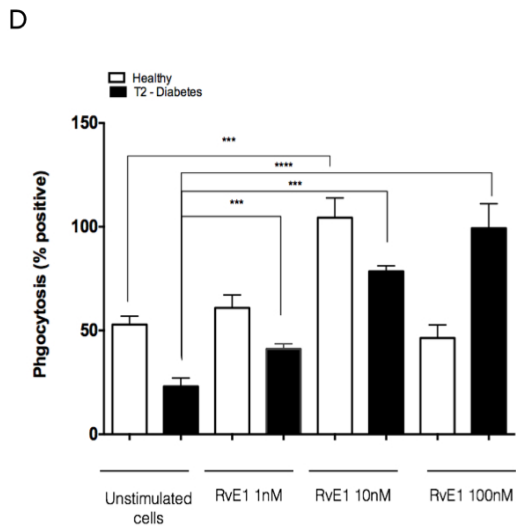 D
Healthy
T2 - Diabetes
150
100
50
0
Phgocytosis (% positive)
***
****
***
***
Unstimulated
cells
RvE1 1nM
RvE1 10nM
RvE1 100nM